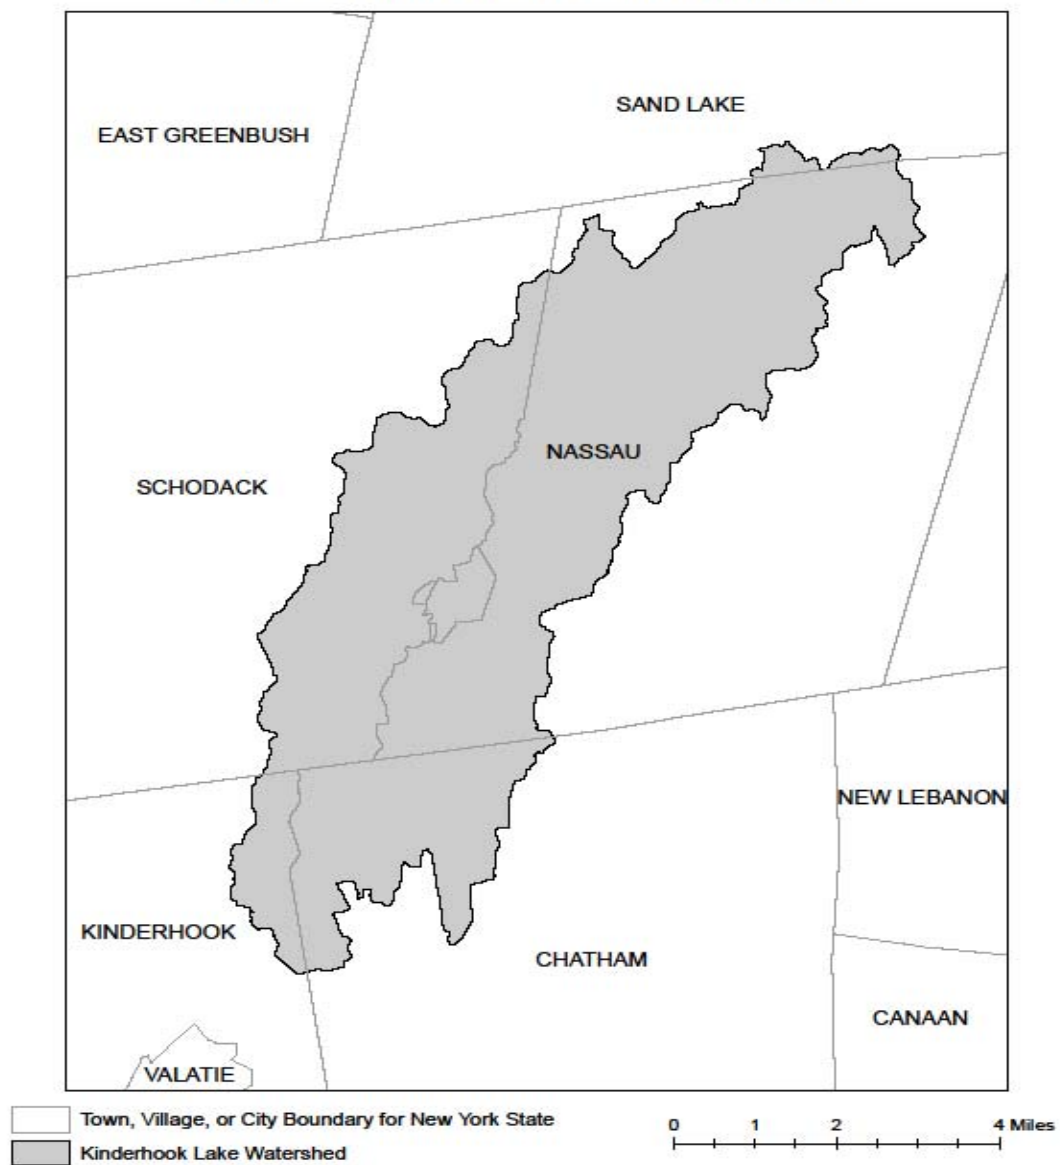 SAND LAKE
EAST GREENBUSH
NASSAU
SCHODACK
NEW LEBANON
KINDERHOOK
CHATHAM
CANAAN
VALATIE
Town, Village, or City Boundary for New York State
Kinderhook Lake Watershed
0 1 2 4 Miles